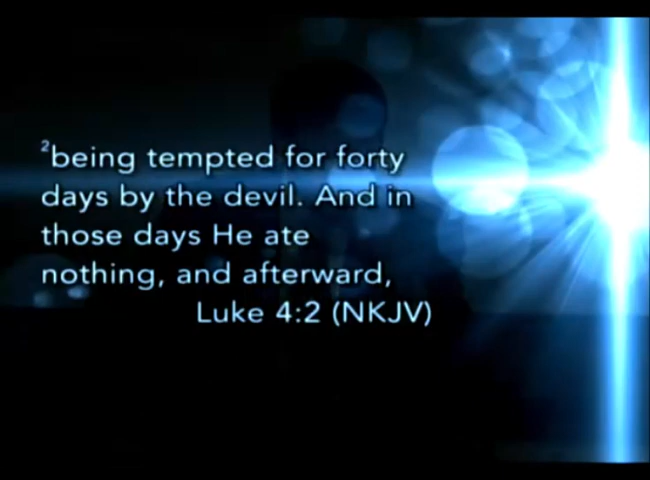 ²being tempted for forty
days by the devil. And in
those days He ate
nothing, and afterward,
Luke 4:2 (NKJV)